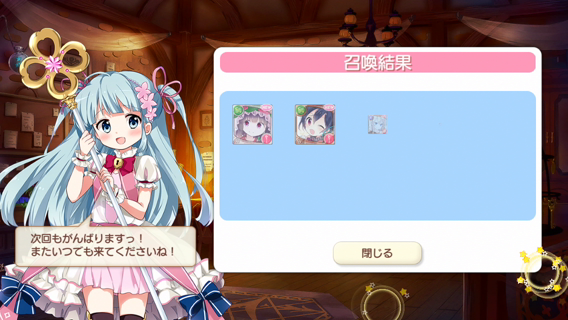 召喚結果
次回もがんばりますっ！
またいつでも来てくださいね！
閉じる